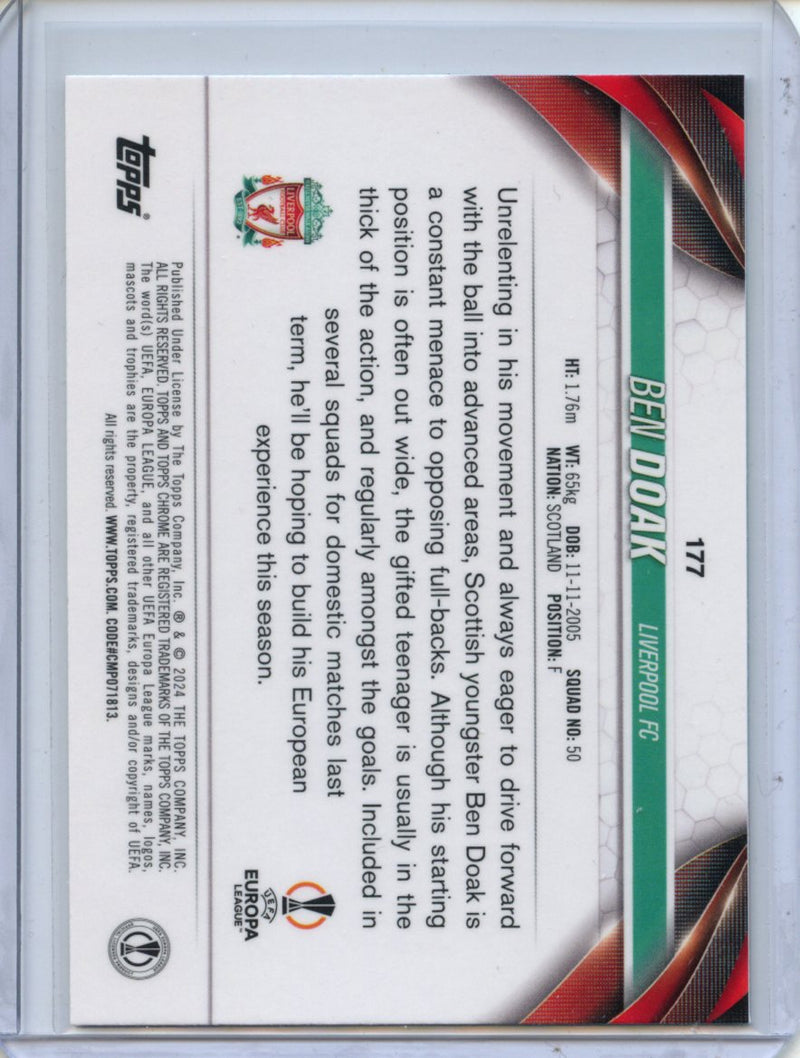 177
BEN DOAK LIVERPOOL FC
HT: 1.76m WT: 65kg DOB: 11-11-2005 SQUAD NO: 50
NATION: SCOTLAND POSITION: F
Unrelenting in his movement and always eager to drive forward
with the ball into advanced areas, Scottish youngster Ben Doak is
a constant menace to opposing full-backs. Although his starting
position is often out wide, the gifted teenager is usually in the
thick of the action, and regularly amongst the goals. Included in
several squads for domestic matches last
term, he'll be hoping to build his European
experience this season.
LIVERPOOL
UEFA
EUROPA
LEAGUE™
topps®
Published Under License by The Topps Company, Inc. ® & © 2024 THE TOPPS COMPANY, INC.
ALL RIGHTS RESERVED. TOPPS AND TOPPS CHROME ARE REGISTERED TRADEMARKS OF THE TOPPS COMPANY, INC.
The word(s) UEFA, EUROPA LEAGUE, and all other UEFA Europa League marks, names, logos,
mascots and trophies are the property, registered trademarks, designs and/or copyright of UEFA.
All rights reserved. WWW.TOPPS.COM. CODE#CMP071813.